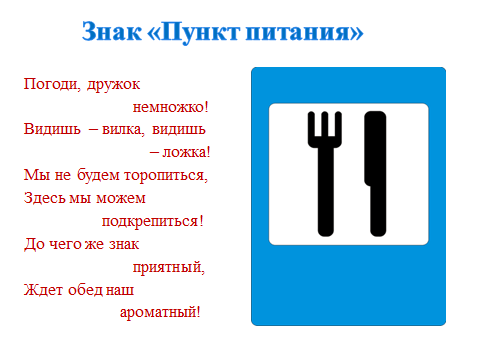 Знак «Пункт питания»
Погоди, дружок
немножко!
Видишь – вилка, видишь
– ложка!
Мы не будем торопиться,
Здесь мы можем
подкрепиться!
До чего же знак
приятный,
Ждет обед наш
ароматный!